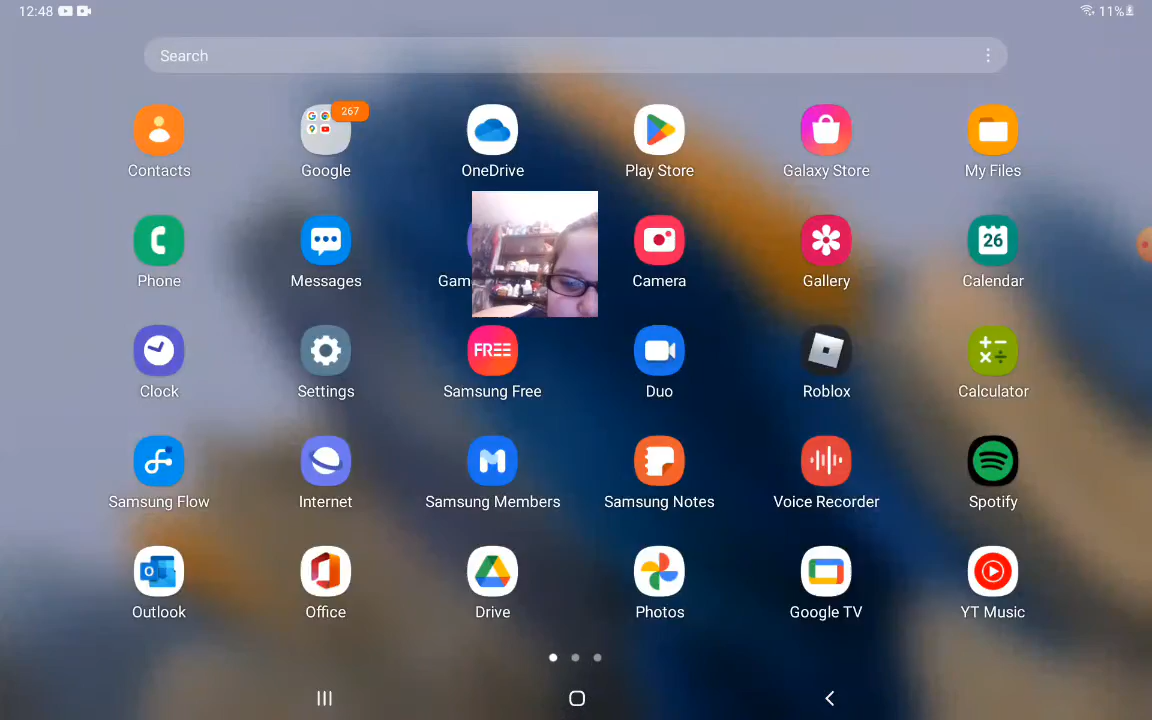 12:48 11%
Search
267
Contacts Google OneDrive Play Store Galaxy Store My Files
26
Phone Messages Gam Camera Gallery Calendar
FREE
Clock Settings Samsung Free Duo Roblox Calculator
Samsung Flow Internet Samsung Members Samsung Notes Voice Recorder Spotify
Outlook Office Drive Photos Google TV YT Music